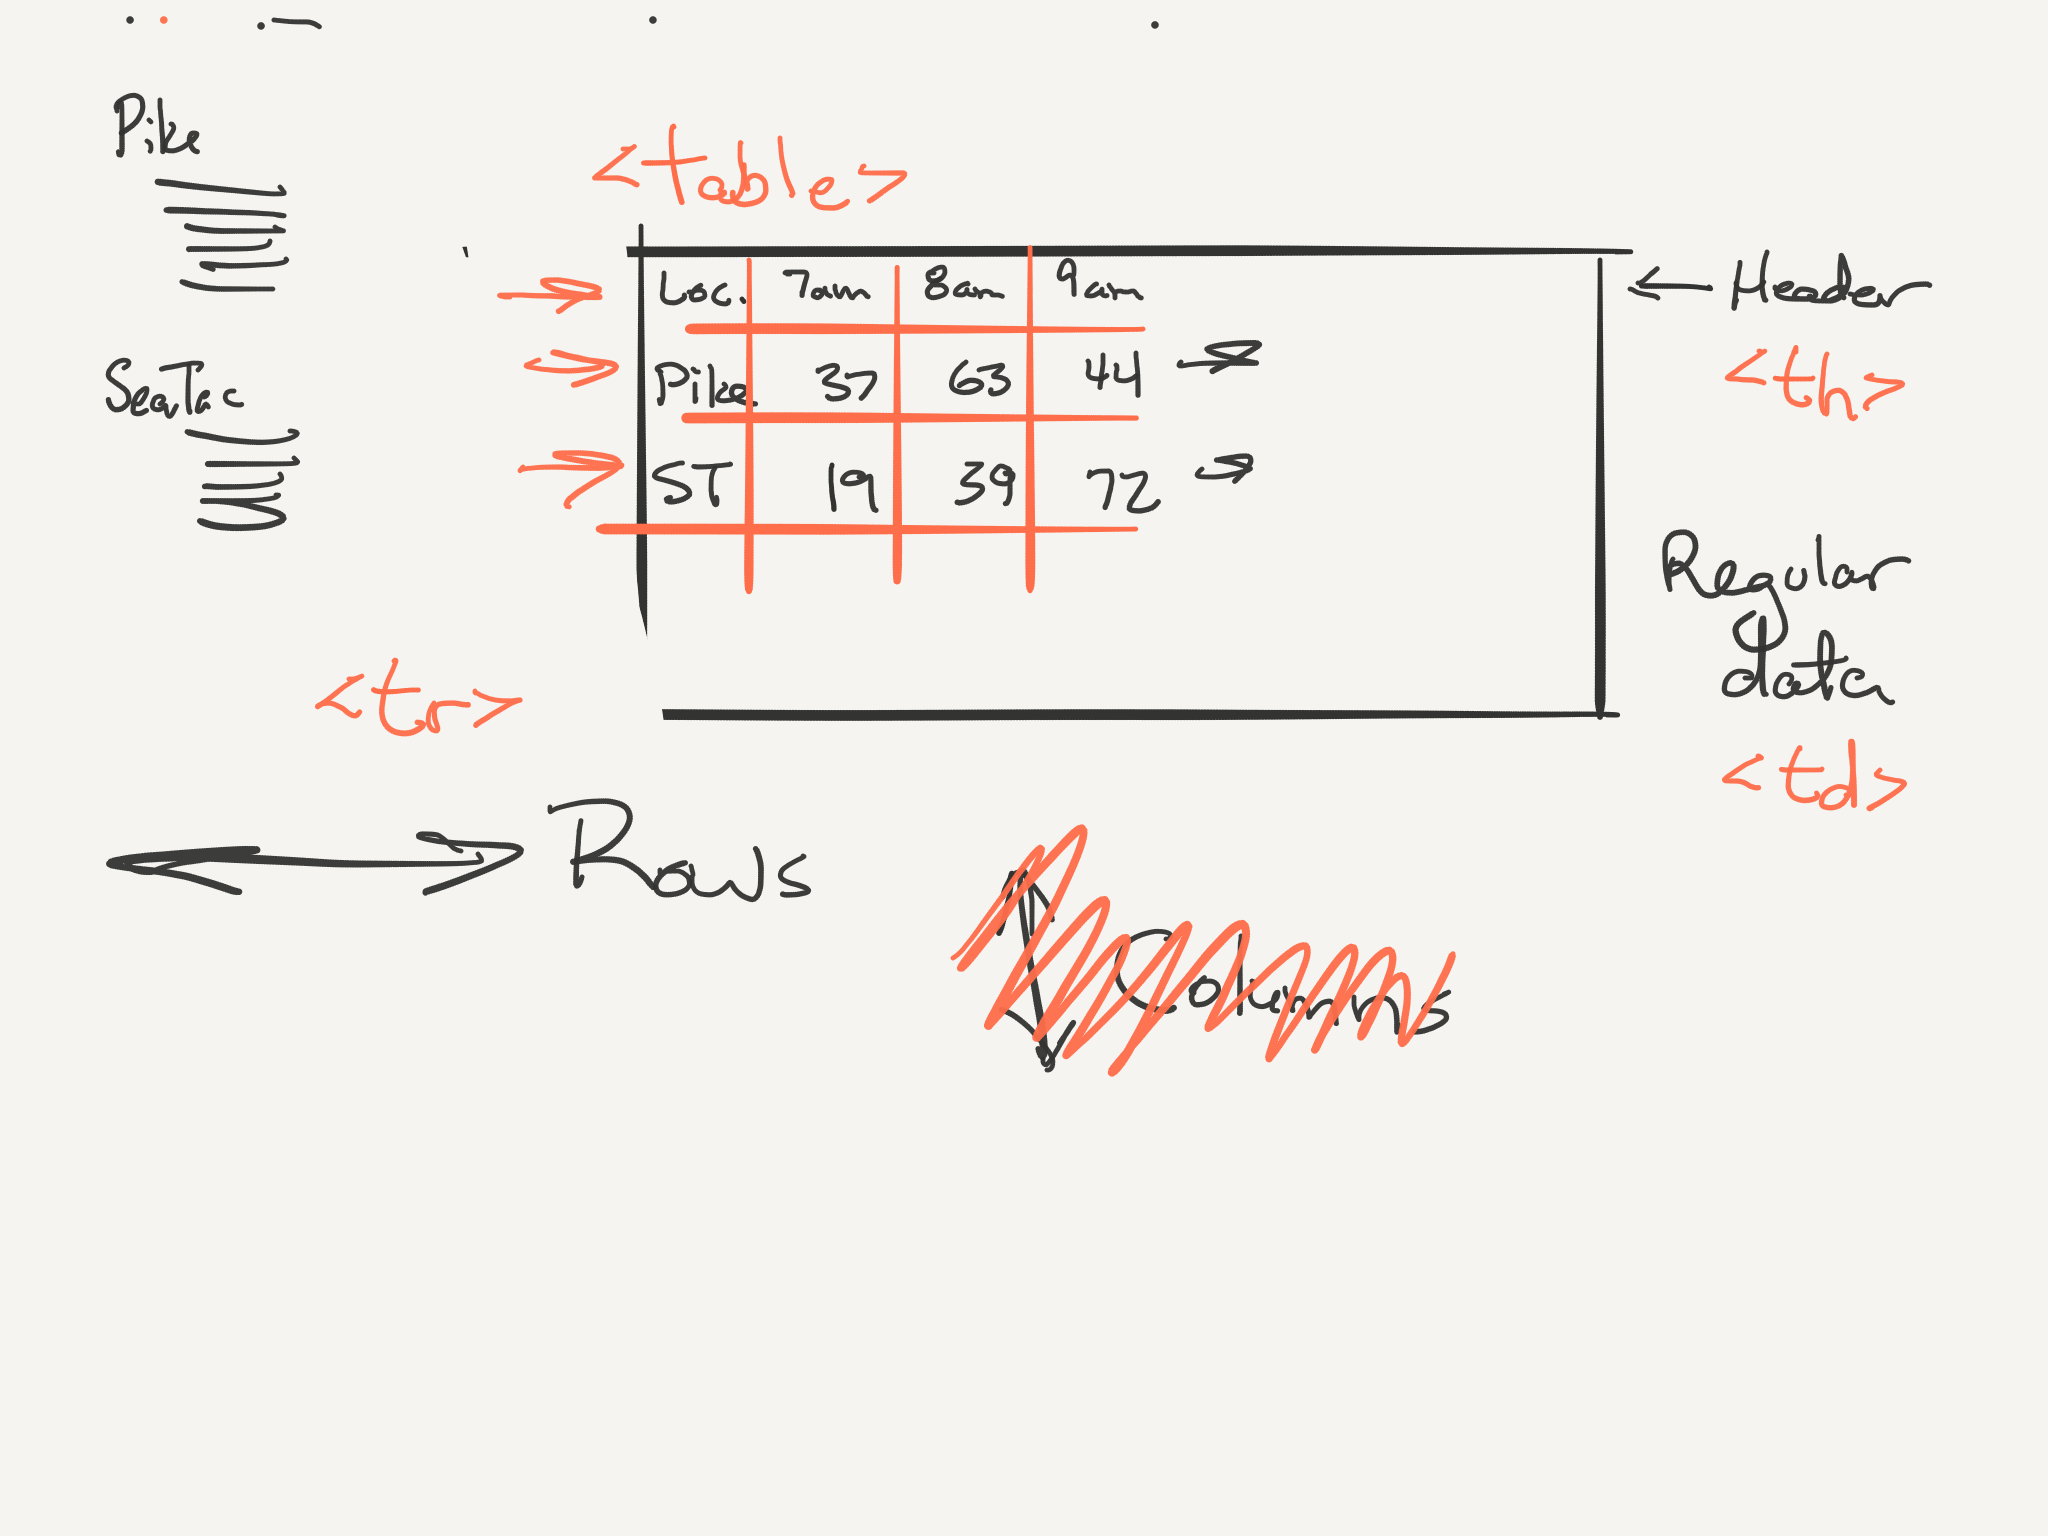 Pike
<table>
Loc. 7am 8am 9am
Header
<th>
Pike 37 63 44
SeaTac
ST 19 39 72
Regular
data
<td>
<tr>
Rows
Columns